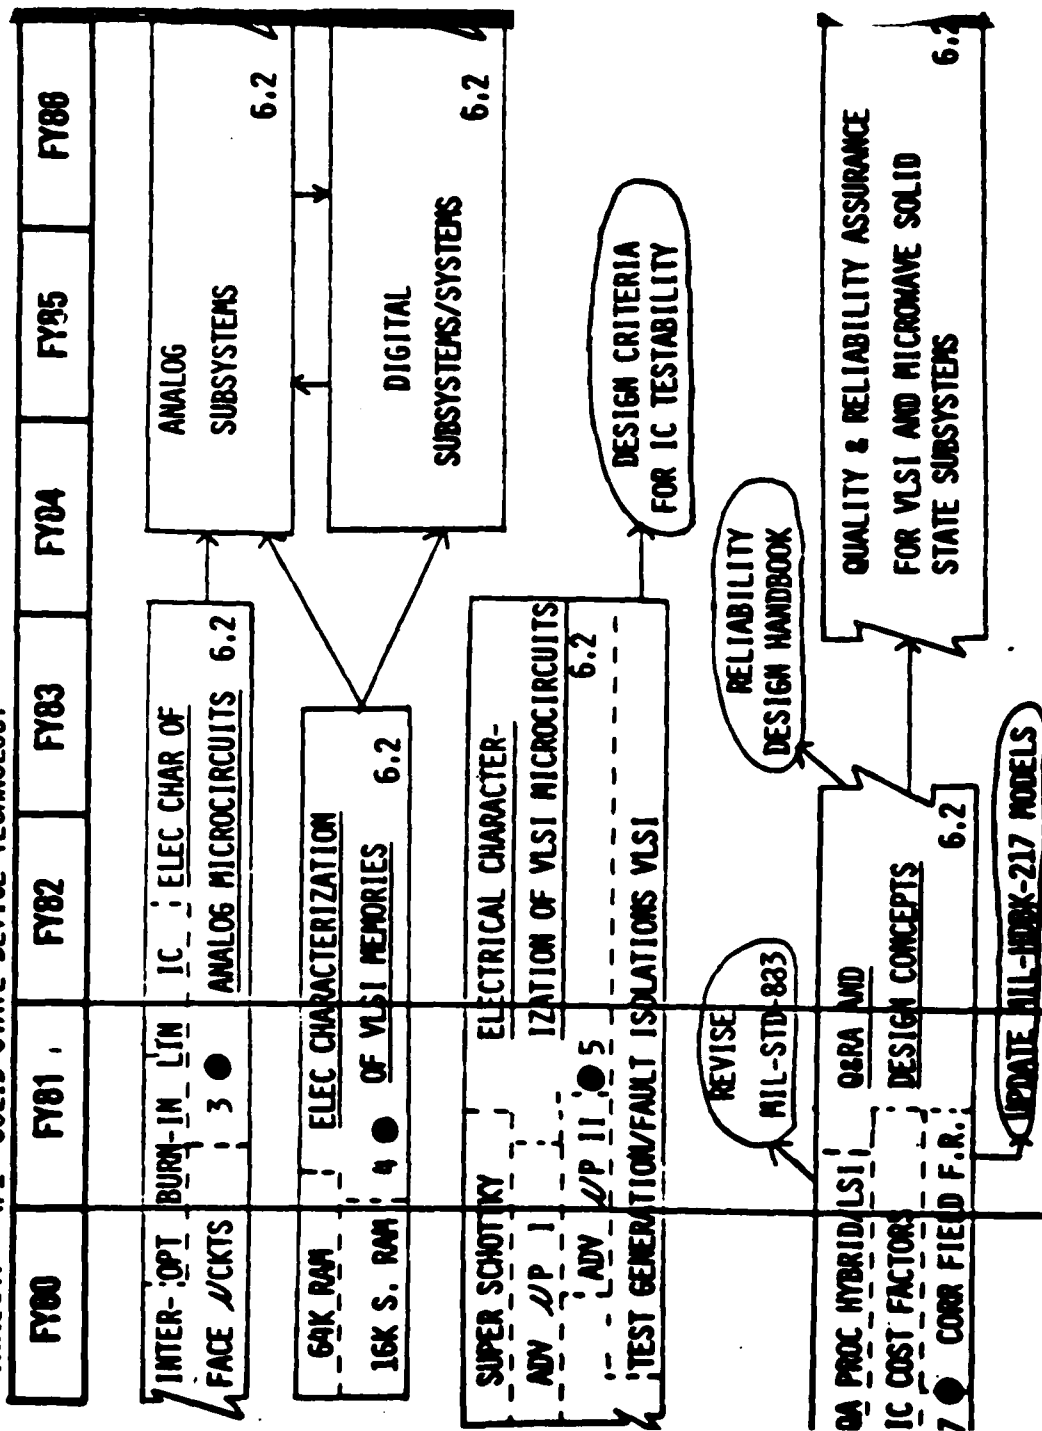 FY80 FY81 FY82 FY83 FY84 FY85 FY86
INTER- OPT BURN-IN LIN IC ELEC CHAR OF
FACE µ/CKTS 3 ANALOG MICROCIRCUITS 6.2
ANALOG
SUBSYSTEMS
6.2
64K RAM ELEC CHARACTERIZATION
16K S. RAM 4 OF VLSI MEMORIES 6.2
DIGITAL
SUBSYSTEMS/SYSTEMS
6.2
SUPER SCHOTTKY ELECTRICAL CHARACTER-
ADV µP I IZATION OF VLSI MICROCIRCUITS
ADV µP II 5 6.2
TEST GENERATION/FAULT ISOLATIONS VLSI
DESIGN CRITERIA
FOR IC TESTABILITY
REVISE
MIL-STD-883
RELIABILITY
DESIGN HANDBOOK
QA PROC HYBRID/LSI Q&RA AND
IC COST FACTORS DESIGN CONCEPTS
7 CORR FIELD F.R. 6.2
QUALITY & RELIABILITY ASSURANCE
FOR VLSI AND MICROWAVE SOLID
STATE SUBSYSTEMS
6.2
UPDATE MIL-HDBK-217 MODELS